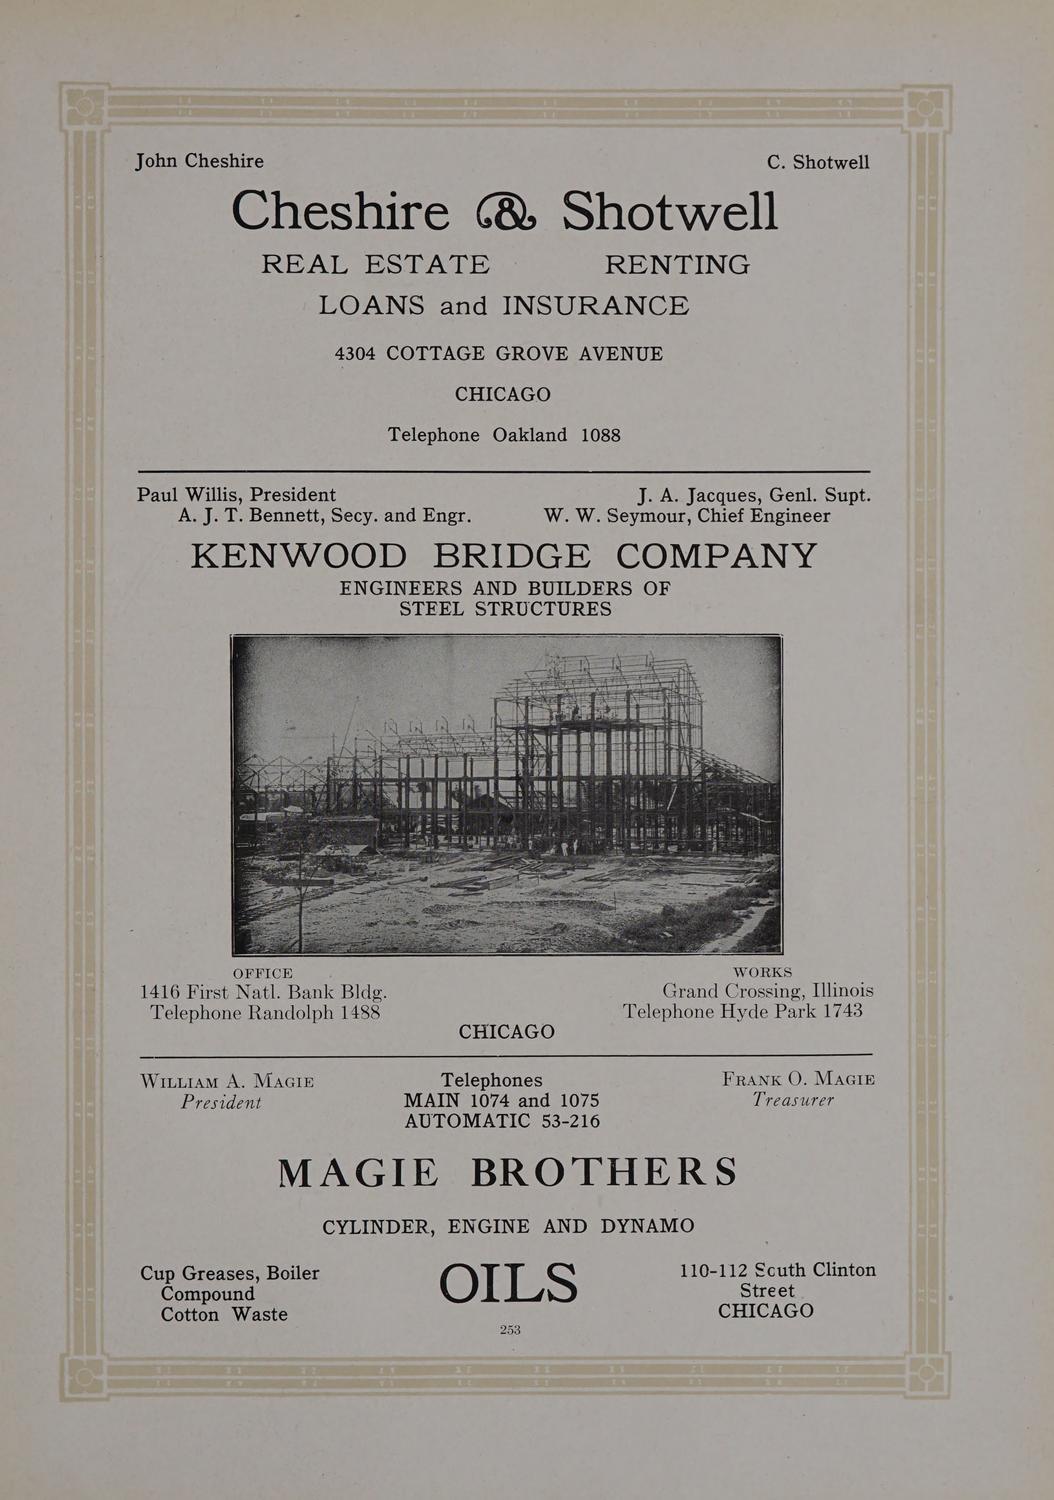 John Cheshire C. Shotwell
Cheshire & Shotwell
REAL ESTATE RENTING
LOANS and INSURANCE
4304 COTTAGE GROVE AVENUE
CHICAGO
Telephone Oakland 1088
Paul Willis, President J. A. Jacques, Genl. Supt.
A. J. T. Bennett, Secy. and Engr. W. W. Seymour, Chief Engineer
KENWOOD BRIDGE COMPANY
ENGINEERS AND BUILDERS OF
STEEL STRUCTURES
OFFICE WORKS
1416 First Natl. Bank Bldg. Grand Crossing, Illinois
Telephone Randolph 1488 Telephone Hyde Park 1743
CHICAGO
WILLIAM A. MAGIE Telephones FRANK O. MAGIE
President MAIN 1074 and 1075 Treasurer
AUTOMATIC 53-216
MAGIE BROTHERS
CYLINDER, ENGINE AND DYNAMO
Cup Greases, Boiler OILS 110-112 South Clinton
Compound Street
Cotton Waste CHICAGO
253